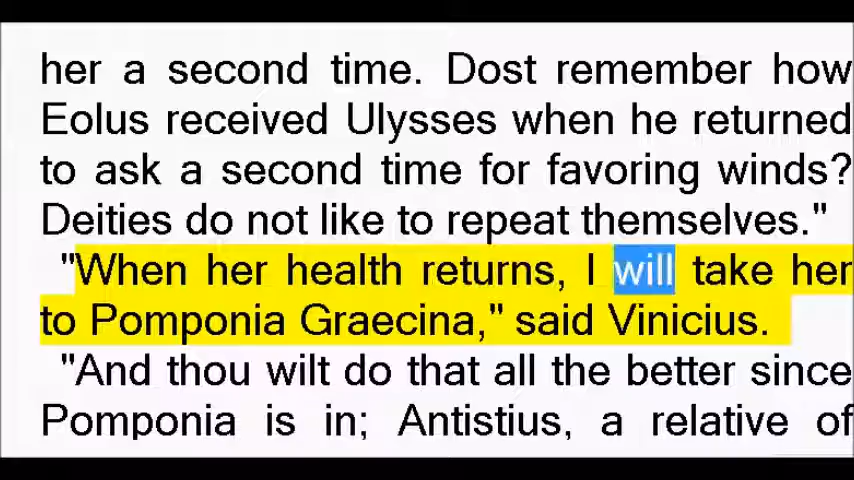 her a second time. Dost remember how
Eolus received Ulysses when he returned
to ask a second time for favoring winds?
Deities do not like to repeat themselves."
"When her health returns, I will take her
to Pomponia Graecina," said Vinicius.
"And thou wilt do that all the better since
Pomponia is in; Antistius, a relative of